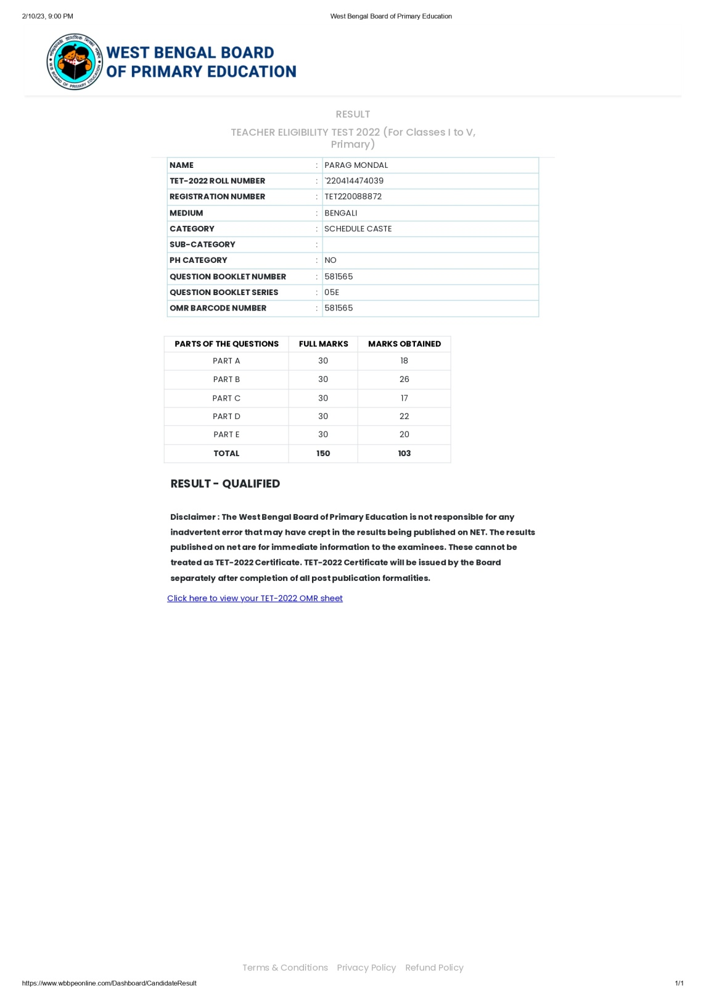 2/10/23, 9:00 PM West Bengal Board of Primary Education
পশ্চিমবঙ্গ প্রাথমিক শিক্ষা পর্ষদ
WB BOARD OF PRIMARY EDUCATION
WEST BENGAL BOARD
OF PRIMARY EDUCATION
RESULT
TEACHER ELIGIBILITY TEST 2022 (For Classes I to V,
Primary)
NAME : PARAG MONDAL
TET-2022 ROLL NUMBER : `220414474039
REGISTRATION NUMBER : TET220088872
MEDIUM : BENGALI
CATEGORY : SCHEDULE CASTE
SUB-CATEGORY :
PH CATEGORY : NO
QUESTION BOOKLET NUMBER : 581565
QUESTION BOOKLET SERIES : 05E
OMR BARCODE NUMBER : 581565
PARTS OF THE QUESTIONS FULL MARKS MARKS OBTAINED
PART A 30 18
PART B 30 26
PART C 30 17
PART D 30 22
PART E 30 20
TOTAL 150 103
RESULT - QUALIFIED
Disclaimer : The West Bengal Board of Primary Education is not responsible for any
inadvertent error that may have crept in the results being published on NET. The results
published on net are for immediate information to the examinees. These cannot be
treated as TET-2022 Certificate. TET-2022 Certificate will be issued by the Board
separately after completion of all post publication formalities.
Click here to view your TET-2022 OMR sheet
Terms & Conditions Privacy Policy Refund Policy
https://www.wbbpeonline.com/Dashboard/CandidateResult 1/1